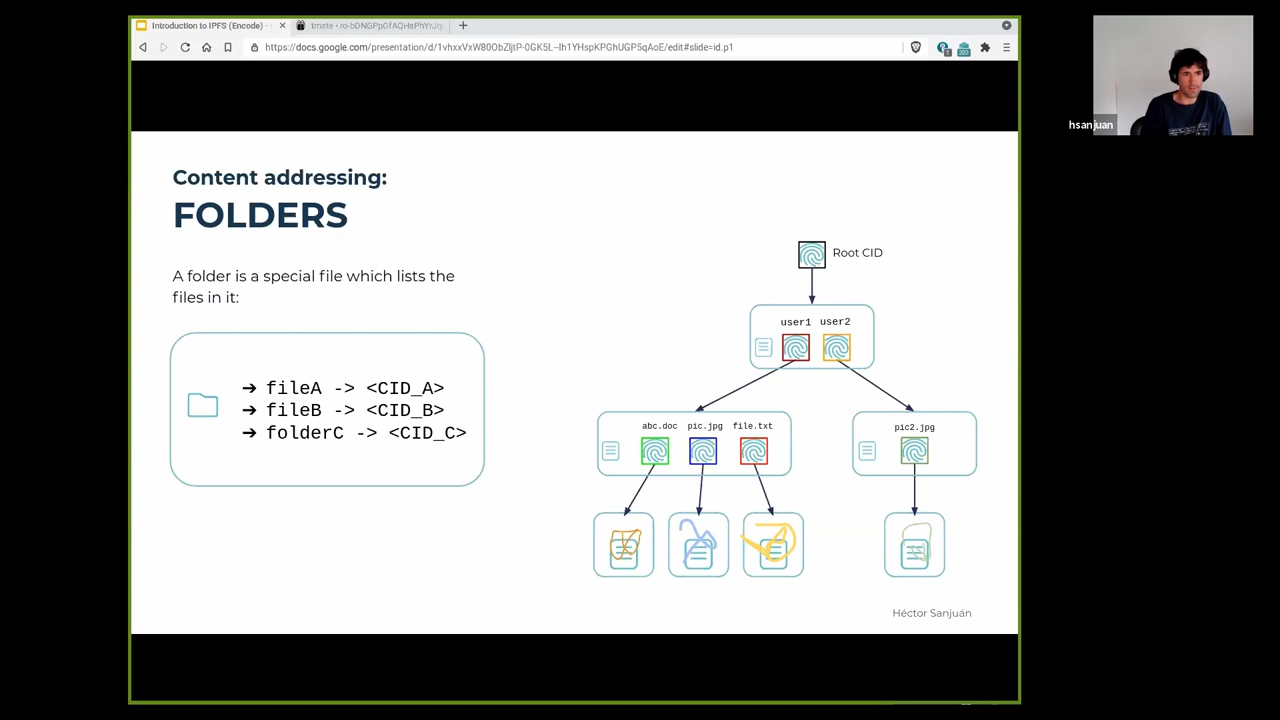 Introduction to IPFS (Encode) -
https://docs.google.com/presentation/d/1vhxxVxW80ObZljtP-0GK5L-Ih1YHspKPGhUGP5qAoE/edit#slide=id.p1
hsanjuan
Content addressing:
FOLDERS
A folder is a special file which lists the
files in it:
➔ fileA -> <CID_A>
➔ fileB -> <CID_B>
➔ folderC -> <CID_C>
Root CID
user1 user2
abc.doc pic.jpg file.txt
pic2.jpg
Héctor Sanjuán